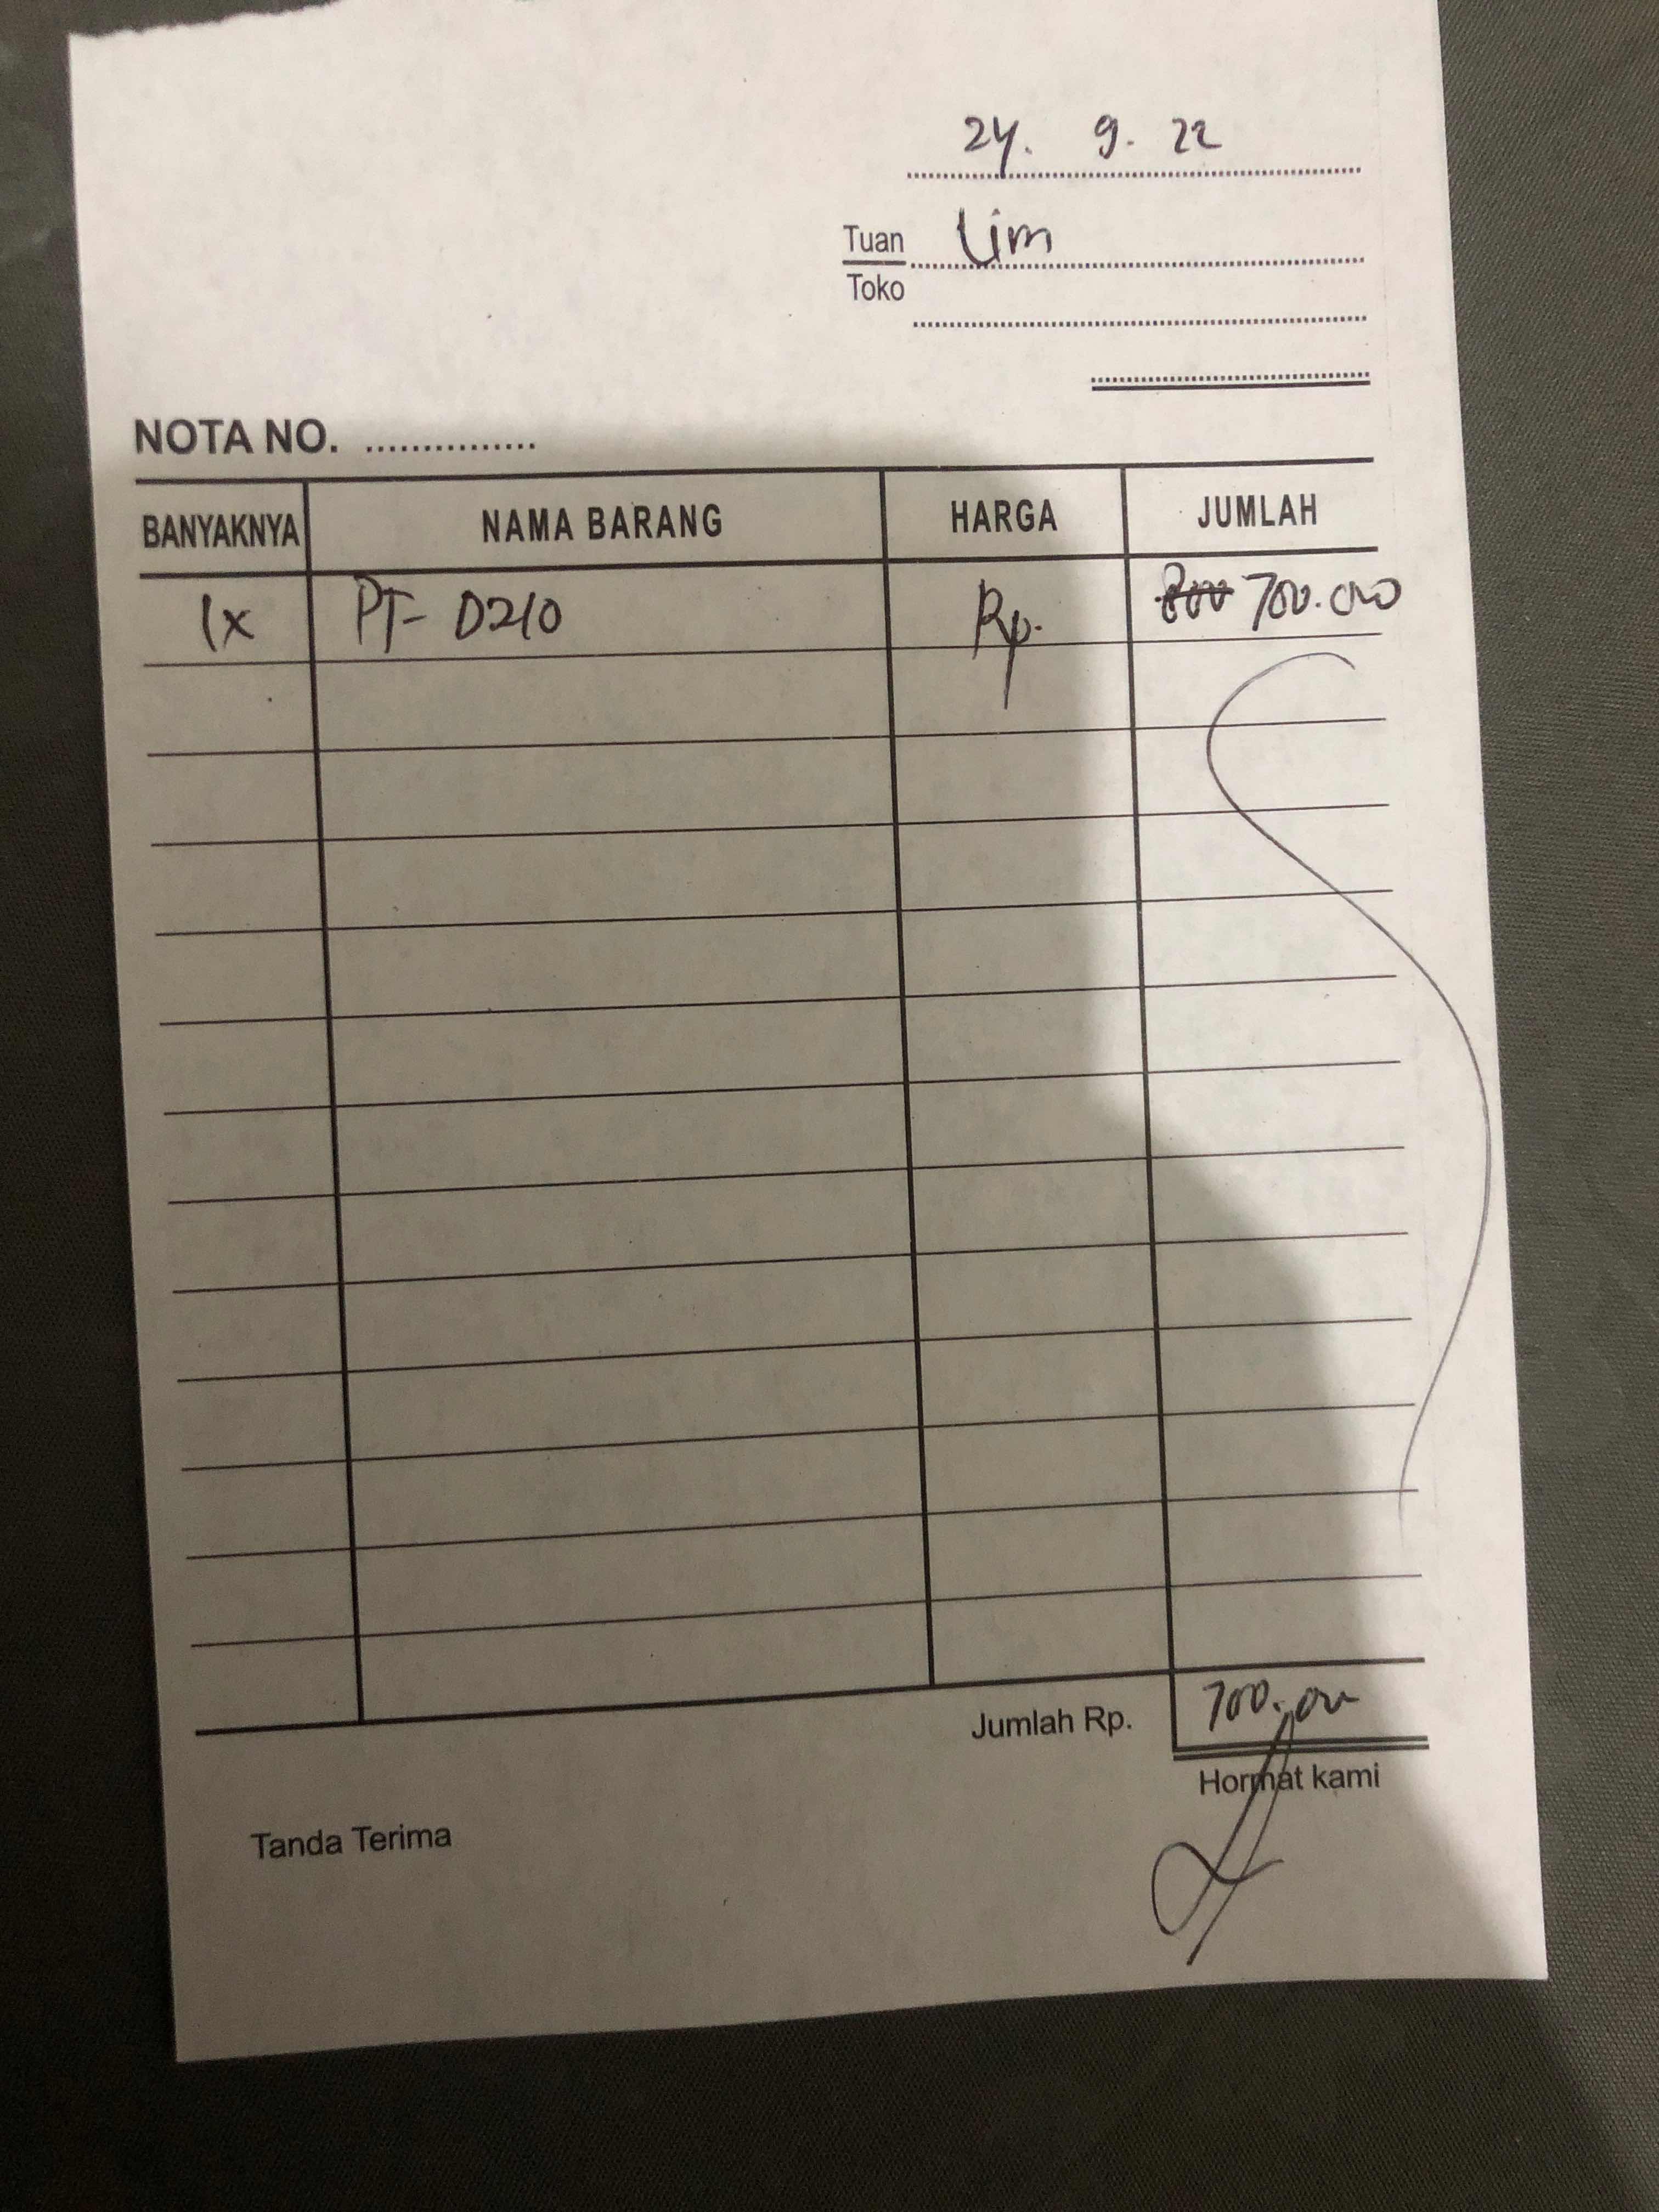 24. 9. 22
Tuan Lim
Toko
NOTA NO. ...............
BANYAKNYA NAMA BARANG HARGA JUMLAH
1x PT-D210 Rp. 700.000
Jumlah Rp. 700.000
Hormat kami
Tanda Terima